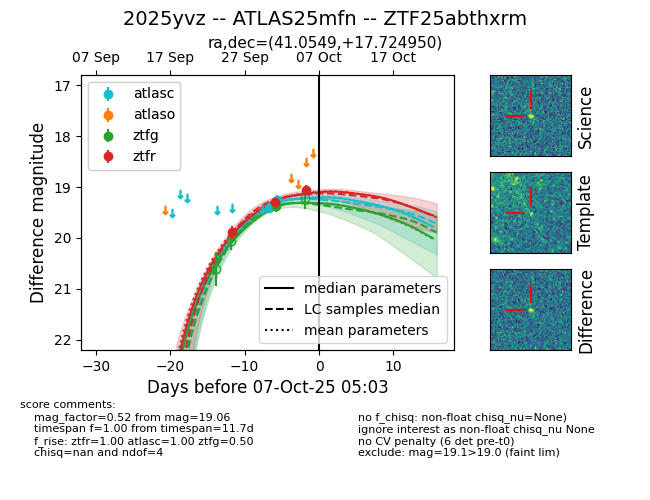 2025yvz -- ATLAS25mfn -- ZTF25abthxrm
ra,dec=(41.0549,+17.724950)
07 Sep 17 Sep 27 Sep 07 Oct 17 Oct
17
18
19
20
21
22
Difference magnitude
atlasc
atlaso
ztfg
ztfr
median parameters
LC samples median
mean parameters
−30 −20 −10 0 10
Days before 07-Oct-25 05:03
Science
Template
Difference
score comments:
mag_factor=0.52 from mag=19.06
timespan f=1.00 from timespan=11.7d
f_rise: ztfr=1.00 atlasc=1.00 ztfg=0.50
chisq=nan and ndof=4
no f_chisq: non-float chisq_nu=None)
ignore interest as non-float chisq_nu None
no CV penalty (6 det pre-t0)
exclude: mag=19.1>19.0 (faint lim)